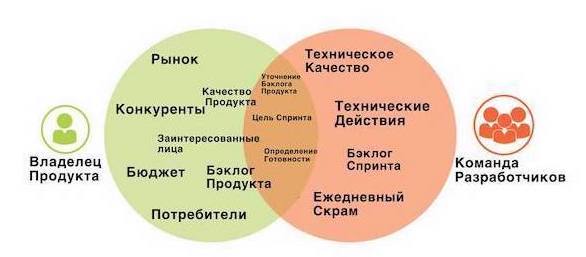 Рынок
Качество
Продукта
Конкуренты
Заинтересованные
лица
Бюджет
Бэклог
Продукта
Потребители
Владелец
Продукта
Уточнение
Бэклога
Продукта
Цель Спринта
Определение
Готовности
Техническое
Качество
Технические
Действия
Бэклог
Спринта
Ежедневный
Скрам
Команда
Разработчиков